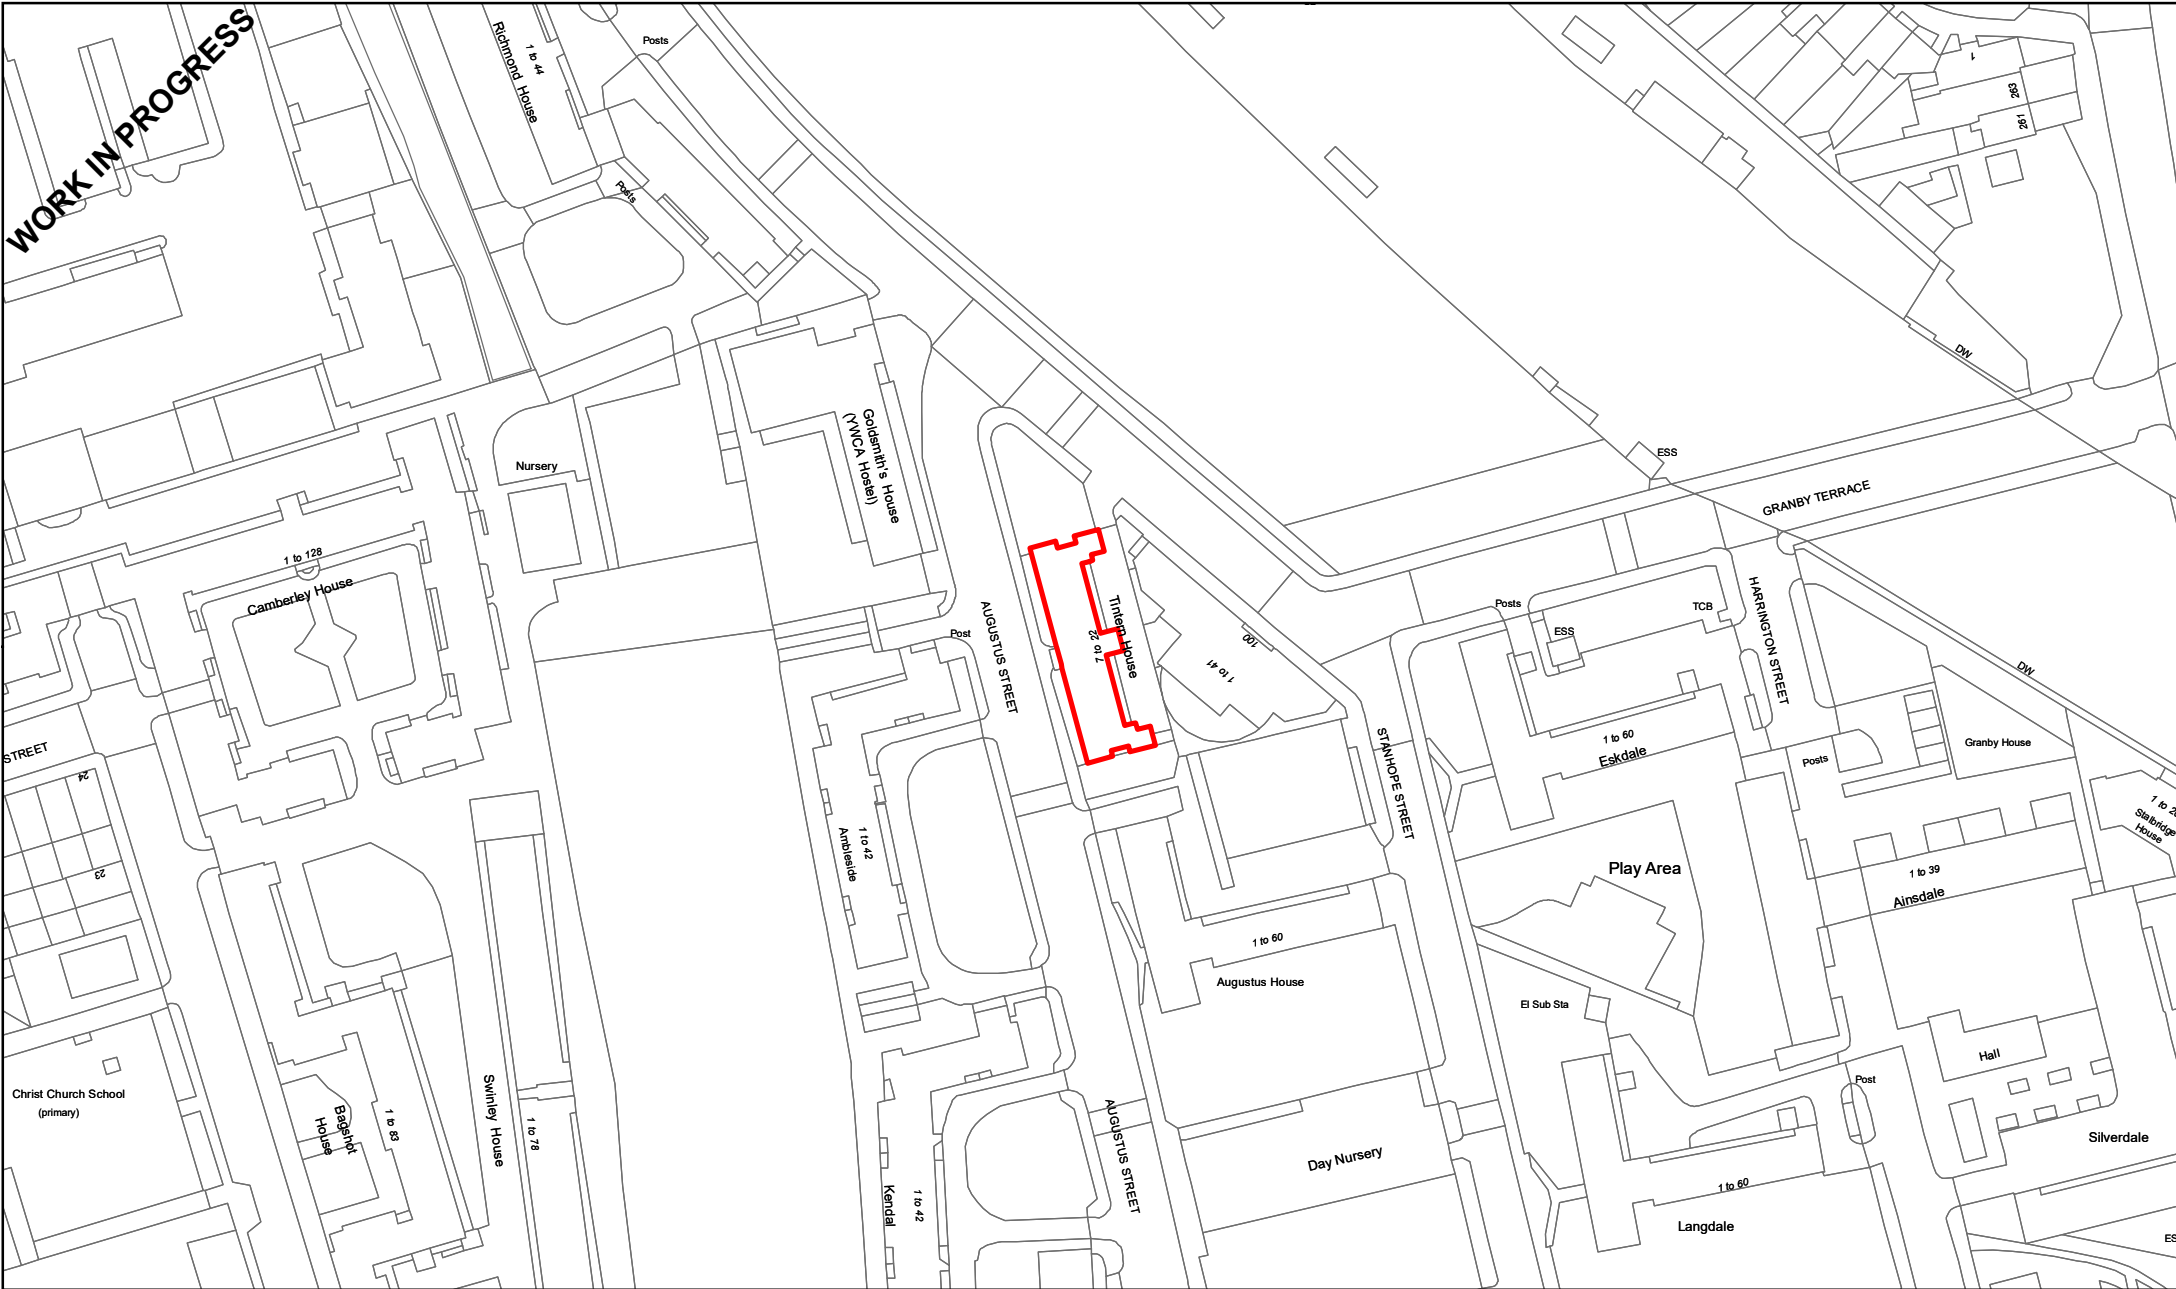 WORK IN PROGRESS
Richmond House
1 to 44
Posts
Posts
1
263
261
DW
Goldsmith's House
(YWCA Hostel)
Nursery
ESS
GRANBY TERRACE
1 to 128
Camberley House
AUGUSTUS STREET
Post
Tintern House
7 to 22
100
1 to 41
Posts
ESS
TCB
HARRINGTON STREET
DW
STREET
24
23
STANHOPE STREET
1 to 60
Eskdale
Posts
Granby House
1 to 42
Ambleside
Play Area
1 to 39
Ainsdale
Stalbridge
House
1 to 60
Augustus House
El Sub Sta
Hall
Christ Church School
(primary)
Bagshot
House
1 to 83
Swinley House
1 to 78
Post
Kendal
1 to 42
AUGUSTUS STREET
Day Nursery
1 to 60
Langdale
Silverdale